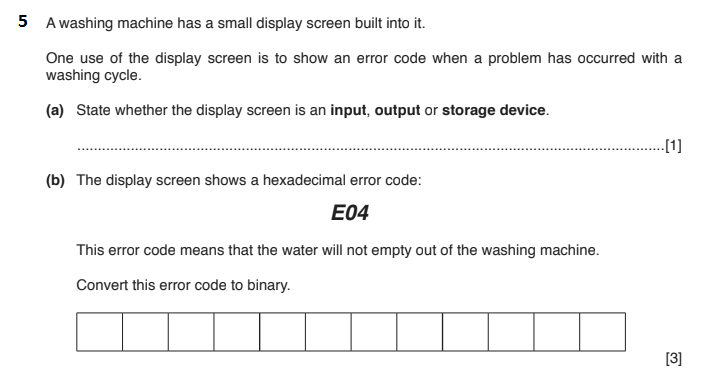 5 A washing machine has a small display screen built into it.
One use of the display screen is to show an error code when a problem has occurred with a
washing cycle.
(a) State whether the display screen is an input, output or storage device.
....................................................................................................................................................[1]
(b) The display screen shows a hexadecimal error code:
E04
This error code means that the water will not empty out of the washing machine.
Convert this error code to binary.
[3]